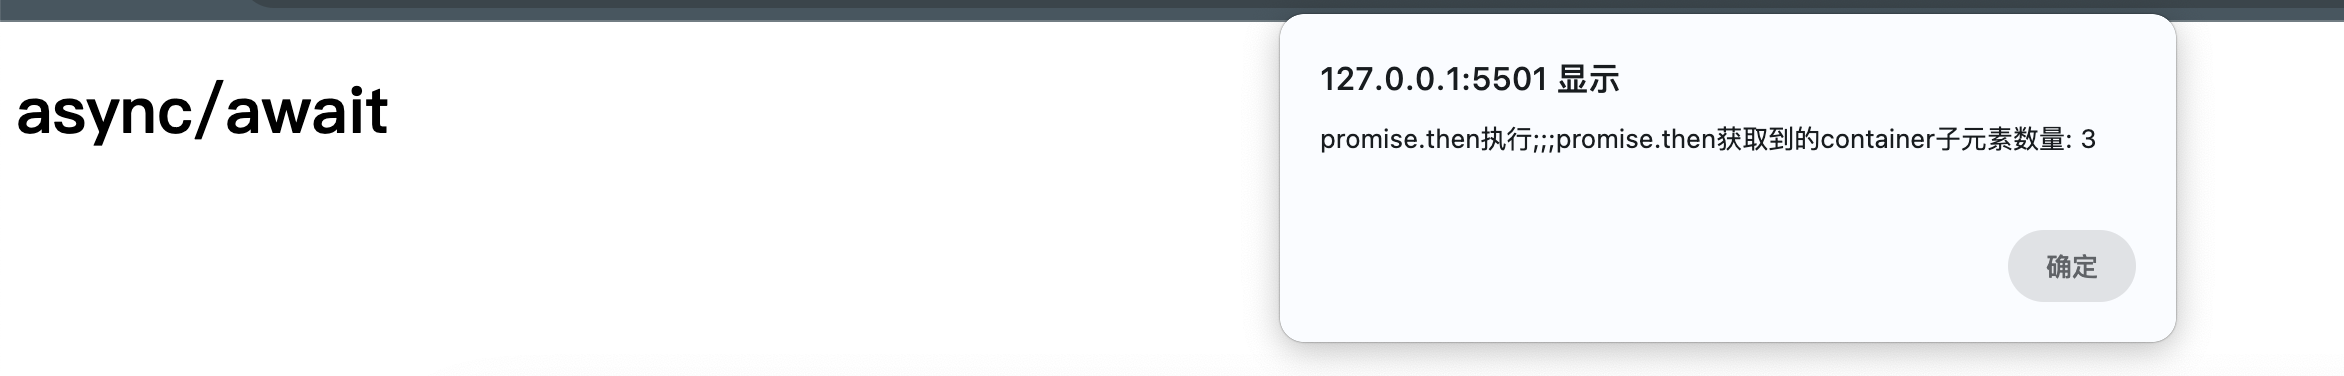 async/await
127.0.0.1:5501 显示
promise.then执行;;;promise.then获取到的container子元素数量: 3
确定